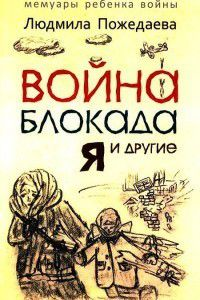 мемуары ребенка войны
Людмила Пожедаева
ВОЙНА
БЛОКАДА
Я И ДРУГИЕ